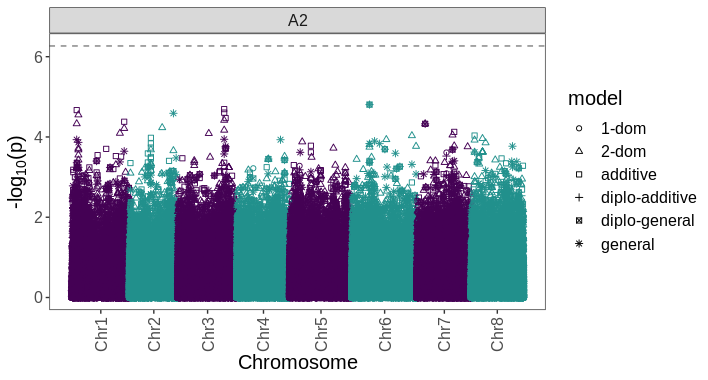 A2
-log10(p)
6
4
2
0
Chr1
Chr2
Chr3
Chr4
Chr5
Chr6
Chr7
Chr8
Chromosome
model
1-dom
2-dom
additive
diplo-additive
diplo-general
general